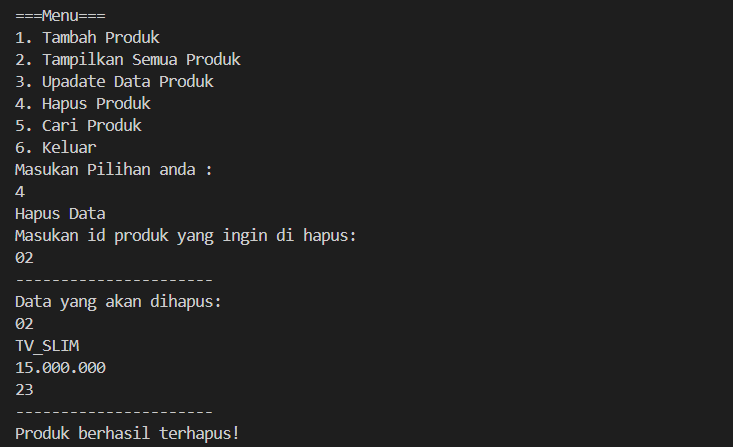 ===Menu===
1. Tambah Produk
2. Tampilkan Semua Produk
3. Upadate Data Produk
4. Hapus Produk
5. Cari Produk
6. Keluar
Masukan Pilihan anda :
4
Hapus Data
Masukan id produk yang ingin di hapus:
02
----------------------
Data yang akan dihapus:
02
TV_SLIM
15.000.000
23
----------------------
Produk berhasil terhapus!